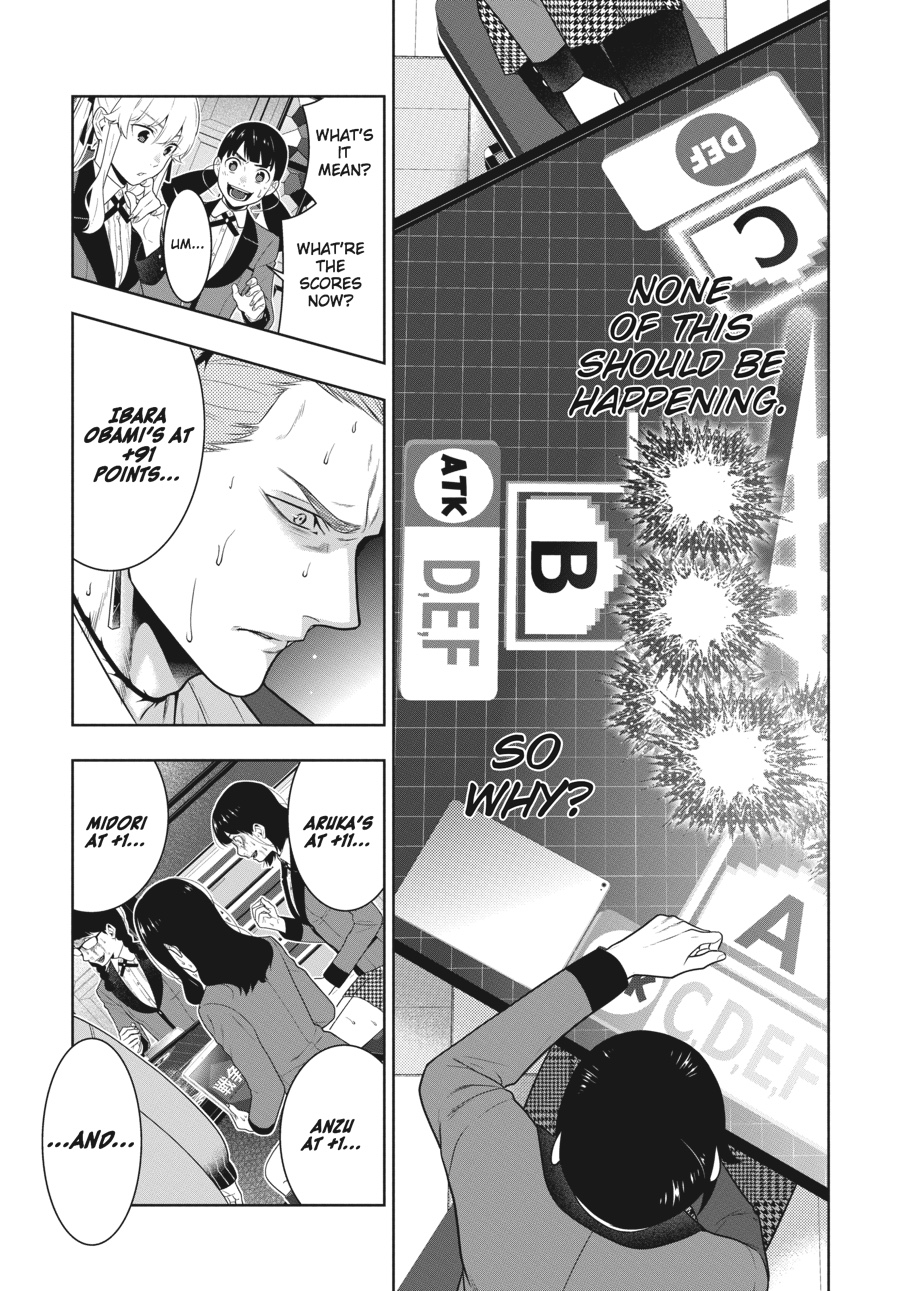 DEF
C
NONE
OF THIS
SHOULD BE
HAPPENING.
ATK
D,E,F
B
SO
WHY?
A
K
C,D,E,F
WHAT'S
IT
MEAN?
UM...
WHAT'RE
THE
SCORES
NOW?
IBARA
OBAMI'S AT
+91
POINTS...
ARUKA'S
AT +11...
MIDORI
AT +1...
ANZU
AT +1...
...AND...